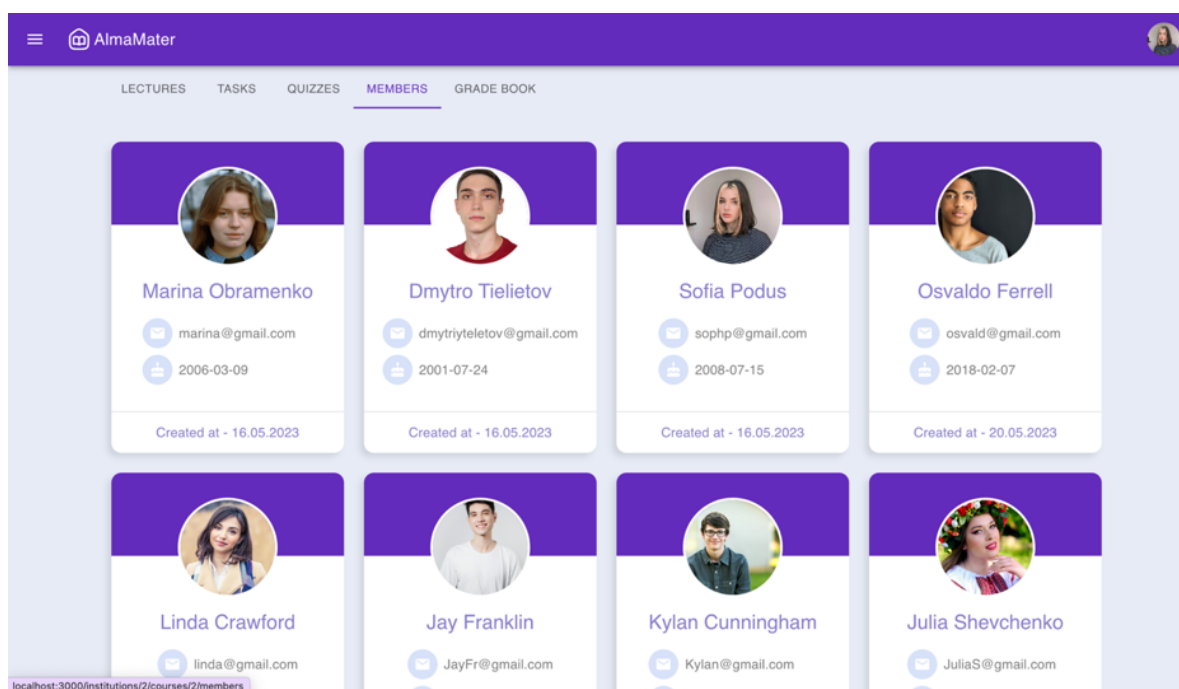 AlmaMater
LECTURES TASKS QUIZZES MEMBERS GRADE BOOK
Marina Obramenko
marina@gmail.com
2006-03-09
Created at - 16.05.2023
Dmytro Tielietov
dmytriyteletov@gmail.com
2001-07-24
Created at - 16.05.2023
Sofia Podus
sophp@gmail.com
2008-07-15
Created at - 16.05.2023
Osvaldo Ferrell
osvald@gmail.com
2018-02-07
Created at - 20.05.2023
Linda Crawford
linda@gmail.com
Jay Franklin
JayFr@gmail.com
Kylan Cunningham
Kylan@gmail.com
Julia Shevchenko
JuliaS@gmail.com
localhost:3000/institutions/2/courses/2/members